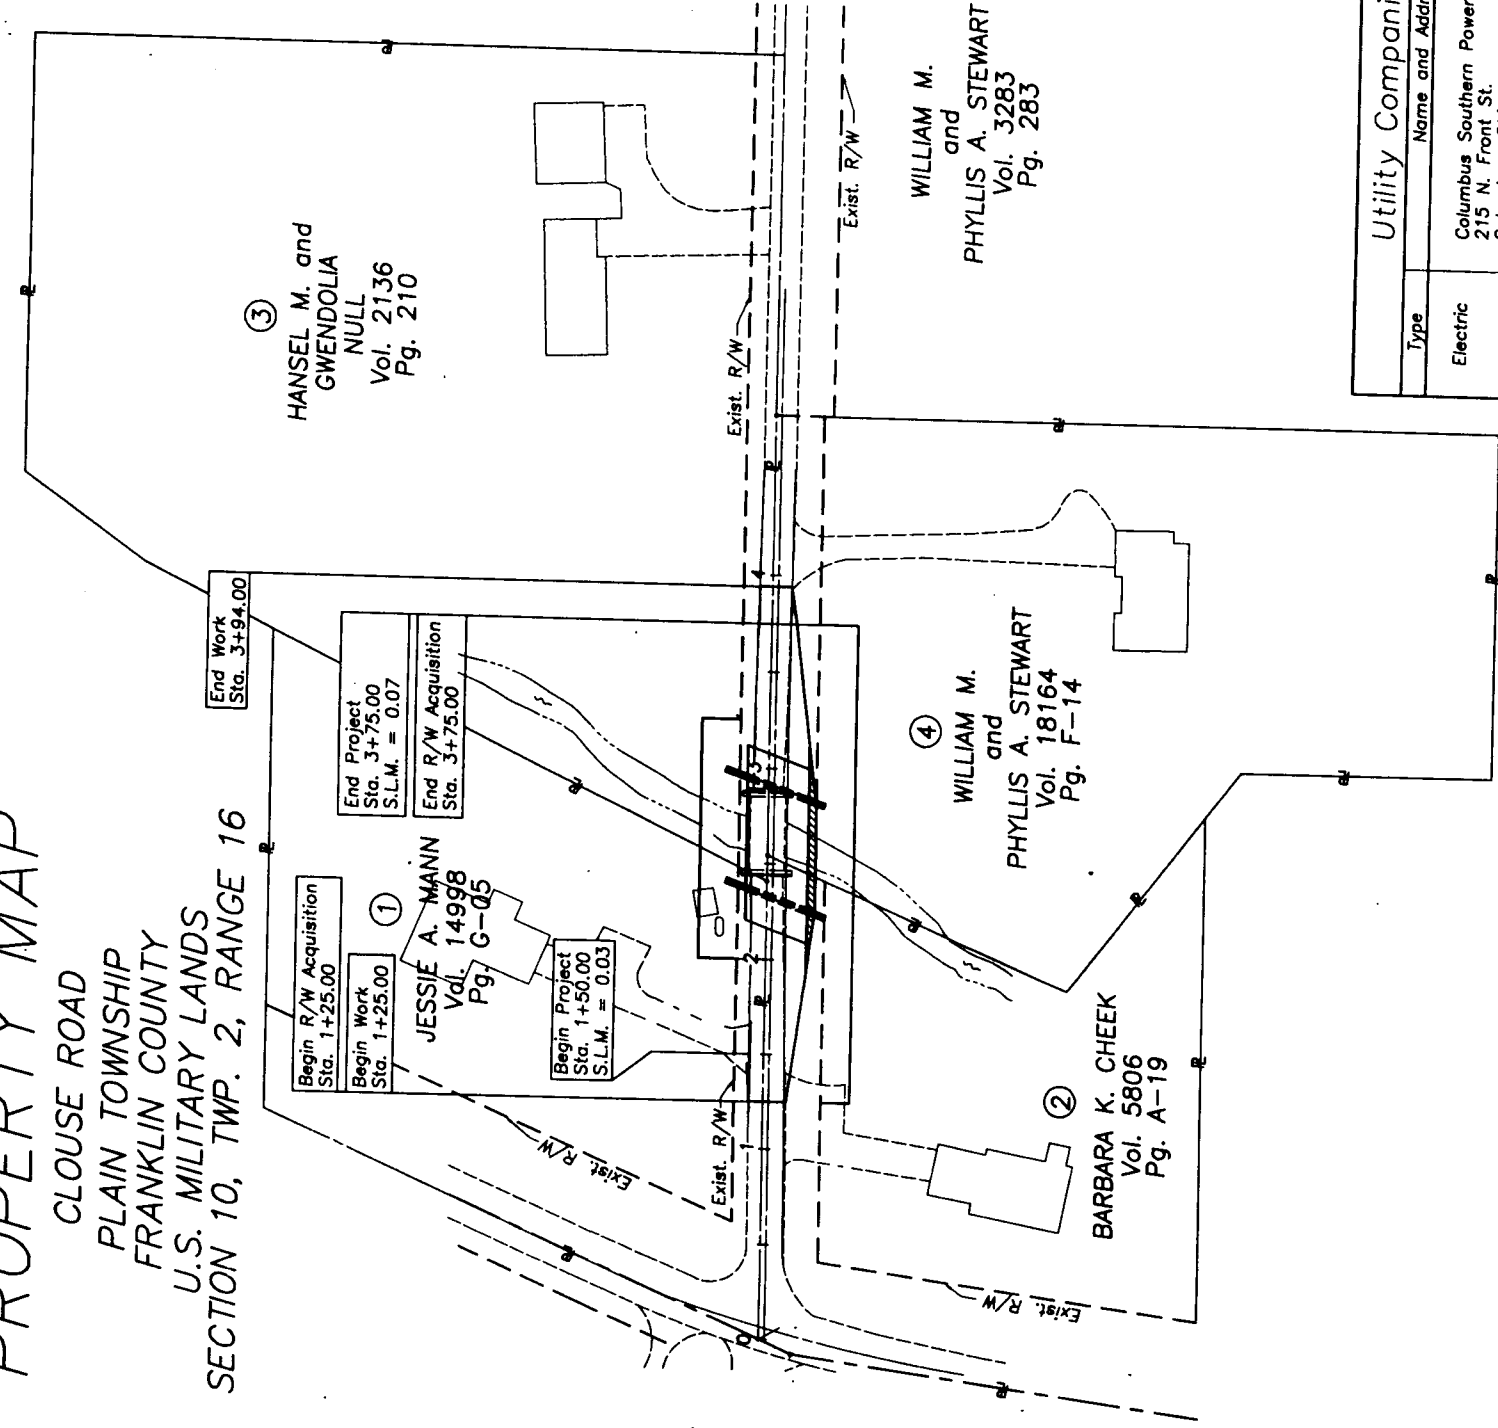 PROPERTY MAP
CLOUSE ROAD
PLAIN TOWNSHIP
FRANKLIN COUNTY
U.S. MILITARY LANDS
SECTION 10, TWP. 2, RANGE 16
End Work
Sta. 3+94.00
End Project
Sta. 3+75.00
S.L.M. = 0.07
End R/W Acquisition
Sta. 3+75.00
Begin R/W Acquisition
Sta. 1+25.00
Begin Work
Sta. 1+25.00
Begin Project
Sta. 1+50.00
S.L.M. = 0.03
1
JESSIE A. MANN
Vol. 14998
Pg. G-05
3
HANSEL M. and
GWENDOLIA
NULL
Vol. 2136
Pg. 210
Exist. R/W
Exist. R/W
Exist. R/W
Exist. R/W
Exist. R/W
0
1
2
3
4
2
BARBARA K. CHEEK
Vol. 5806
Pg. A-19
4
WILLIAM M.
and
PHYLLIS A. STEWART
Vol. 18164
Pg. F-14
WILLIAM M.
and
PHYLLIS A. STEWART
Vol. 3283
Pg. 283
Utility Compani
Type
Name and Addr
Electric
Columbus Southern Power
215 N. Front St.